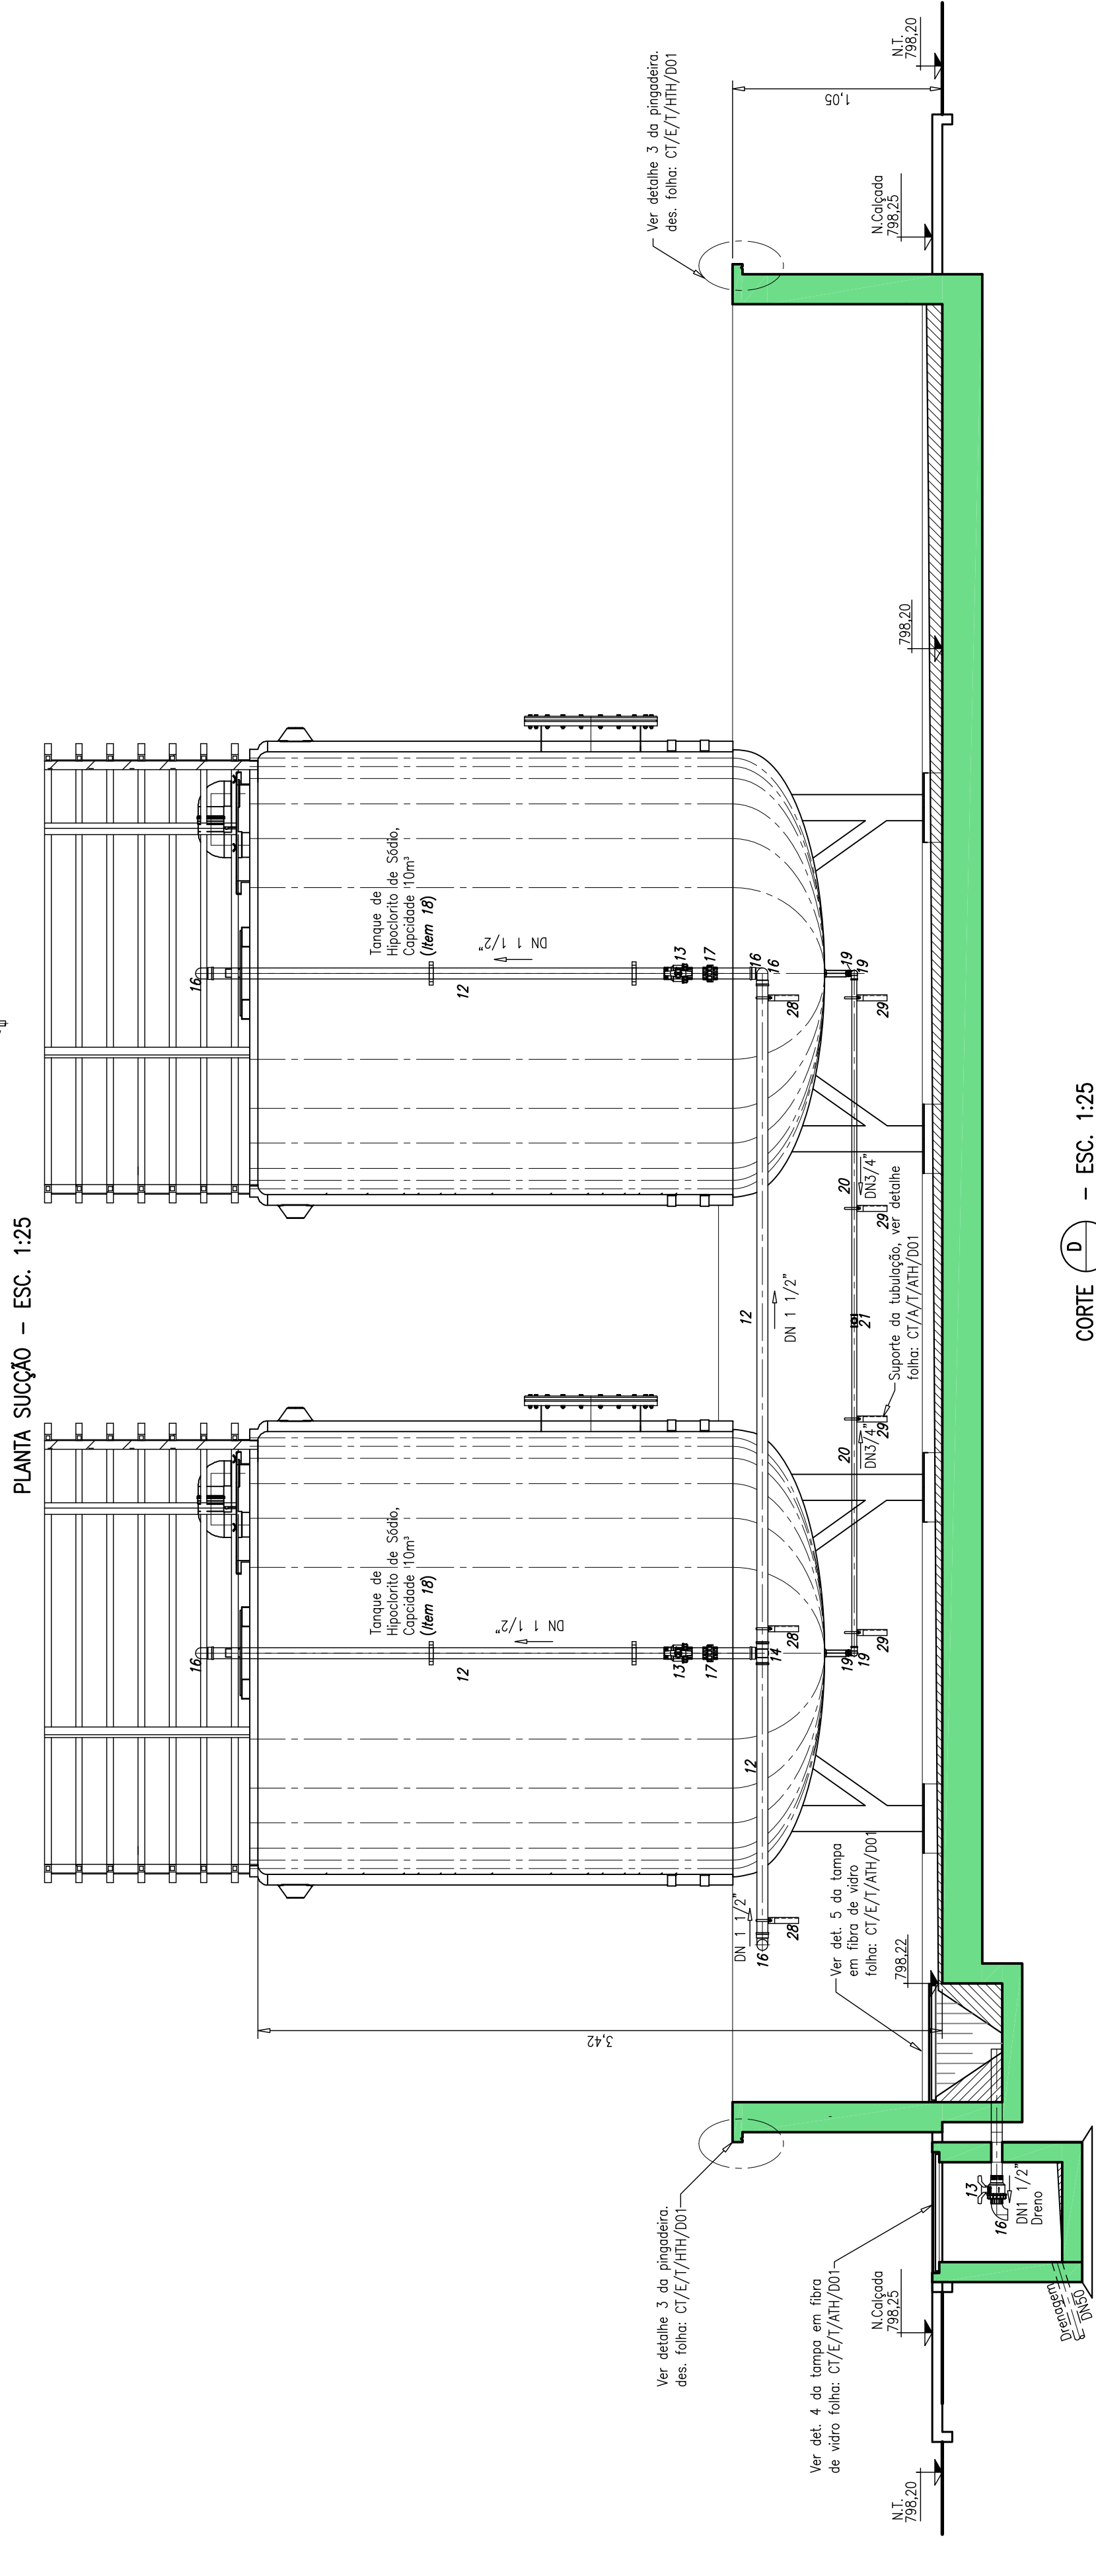 PLANTA SUCÇÃO – ESC. 1:25
Ver detalhe 3 da pingadeira.
des. folha: CT/E/T/HTH/D01
1,05
N.T.
798,20
N.Calçada
798,25
798,20
16
Tanque de
Hipoclorito de Sódio,
Capcidade 10m³
(Item 18)
DN 1 1/2"
12
13
17
16
16
28
19
19
29
20
DN3/4"
29
12
DN 1 1/2"
21
Suporte da tubulação, ver detalhe
folha: CT/A/T/ATH/D01
29
20
DN3/4"
29
16
Tanque de
Hipoclorito de Sódio,
Capcidade 10m³
(Item 18)
DN 1 1/2"
12
13
17
14
28
19
19
12
DN 1 1/2"
16
28
Ver det. 5 da tampa
em fibra de vidro
folha: CT/E/T/ATH/D01
798,22
3,42
Ver detalhe 3 da pingadeira.
des. folha: CT/E/T/HTH/D01
Ver det. 4 da tampa em fibra
de vidro folha: CT/E/T/ATH/D01
N.Calçada
798,25
N.T.
798,20
13
16
DN1 1/2"
Dreno
Drenagem
DN50
CORTE D – ESC. 1:25